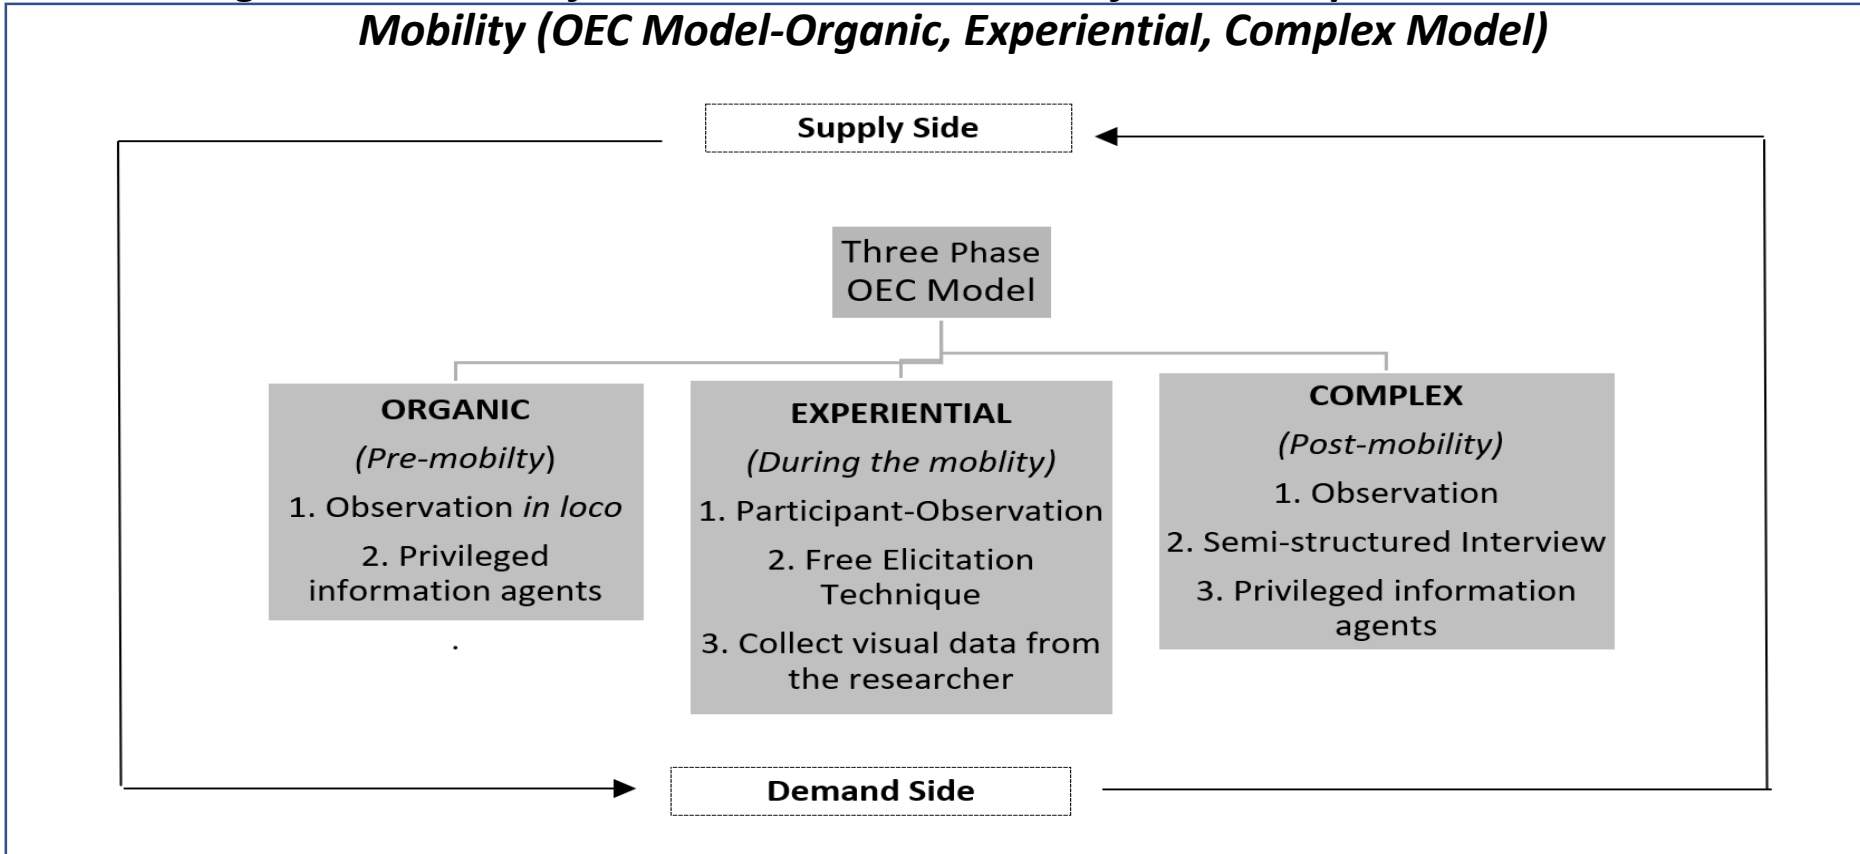 Mobility (OEC Model-Organic, Experiential, Complex Model)
Supply Side
Three Phase
OEC Model
ORGANIC
(Pre-mobilty)
1. Observation in loco
2. Privileged
information agents
.
EXPERIENTIAL
(During the moblity)
1. Participant-Observation
2. Free Elicitation
Technique
3. Collect visual data from
the researcher
COMPLEX
(Post-mobility)
1. Observation
2. Semi-structured Interview
3. Privileged information
agents
Demand Side